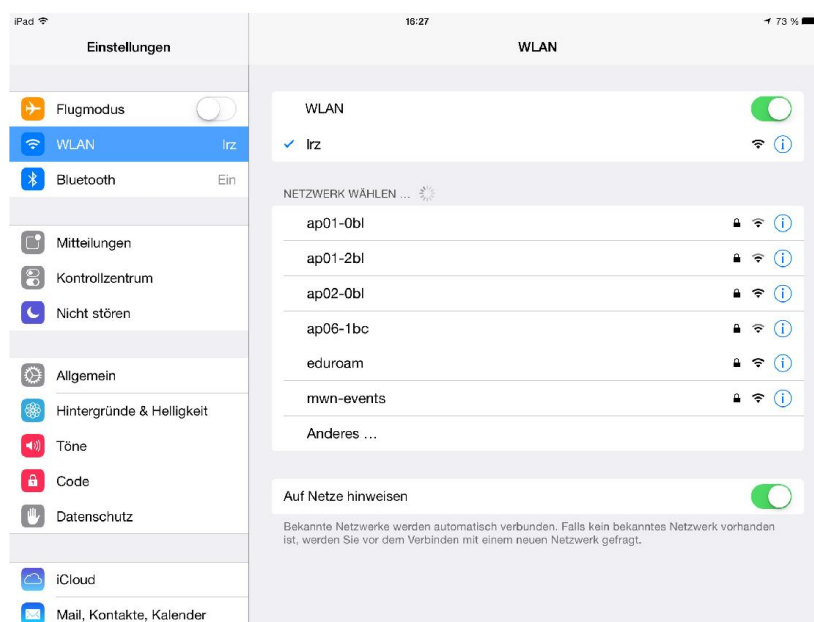 iPad 16:27 73 %
Einstellungen
WLAN
Flugmodus
WLAN lrz
Bluetooth Ein
Mitteilungen
Kontrollzentrum
Nicht stören
Allgemein
Hintergründe & Helligkeit
Töne
Code
Datenschutz
iCloud
Mail, Kontakte, Kalender
WLAN
lrz
NETZWERK WÄHLEN ...
ap01-0bl
ap01-2bl
ap02-0bl
ap06-1bc
eduroam
mwn-events
Anderes ...
Auf Netze hinweisen
Bekannte Netzwerke werden automatisch verbunden. Falls kein bekanntes Netzwerk vorhanden
ist, werden Sie vor dem Verbinden mit einem neuen Netzwerk gefragt.